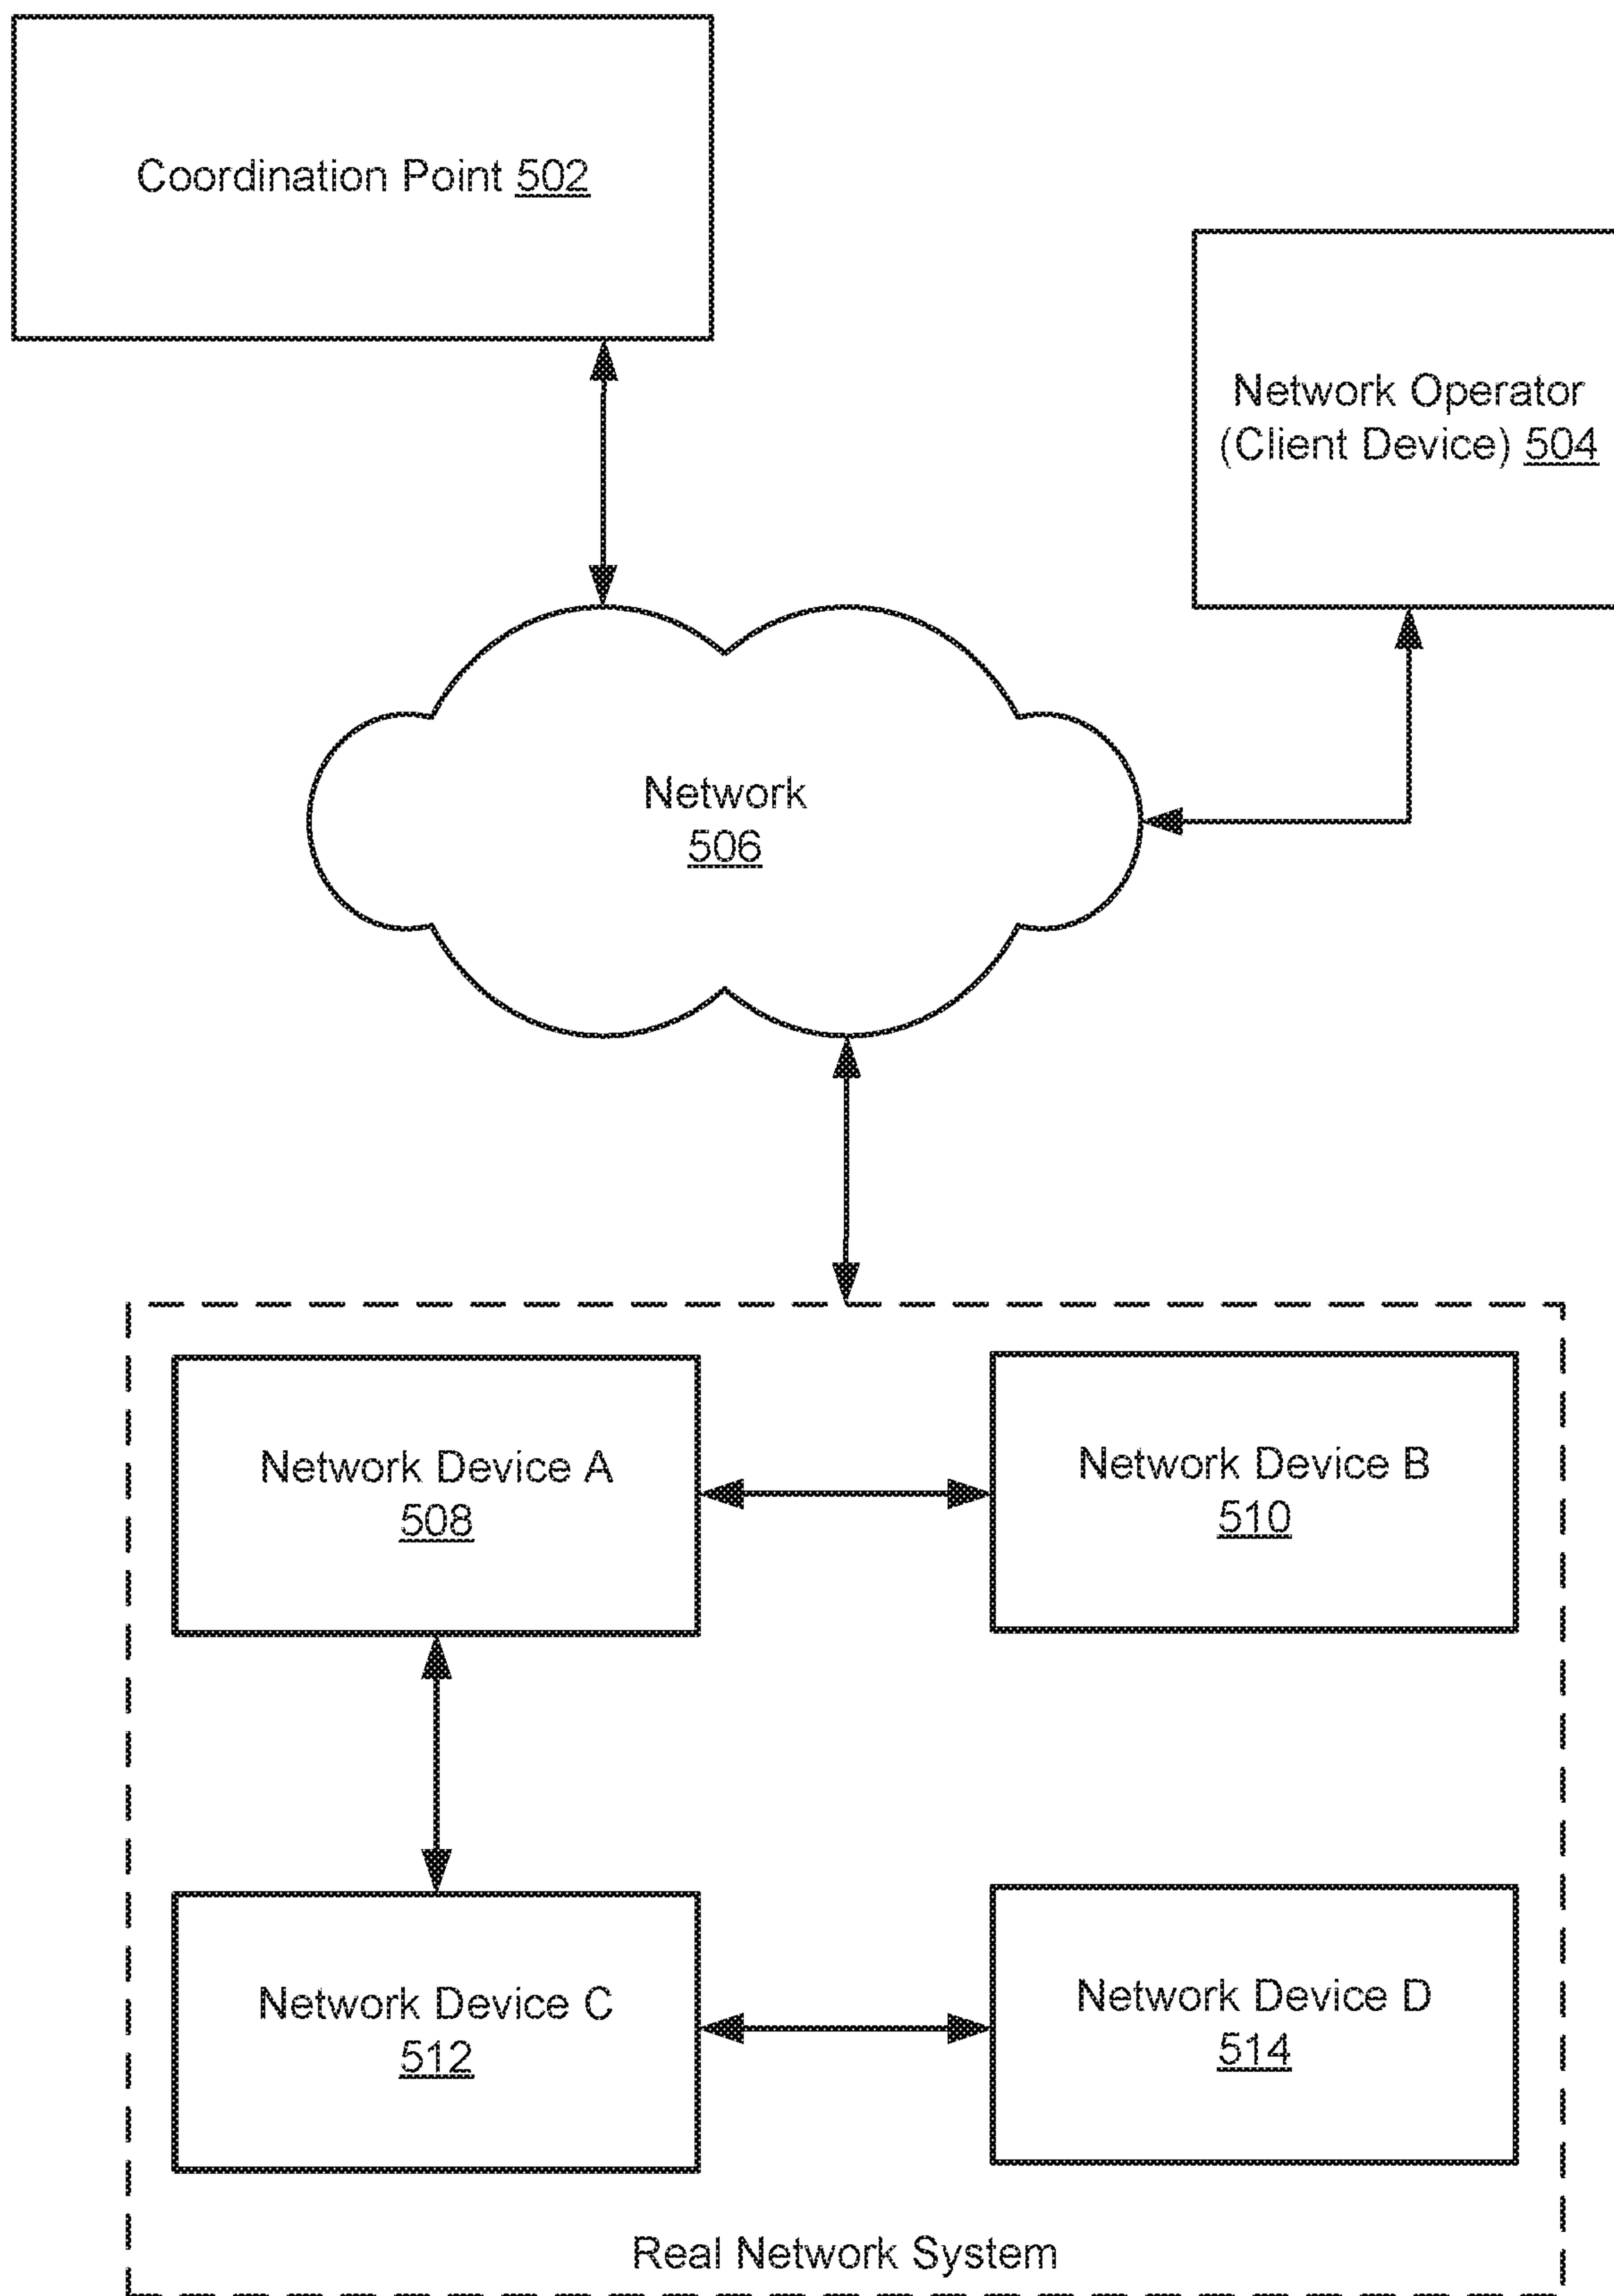 Coordination Point 502
Network Operator
(Client Device) 504
Network
506
Network Device A
508
Network Device B
510
Network Device C
512
Network Device D
514
Real Network System